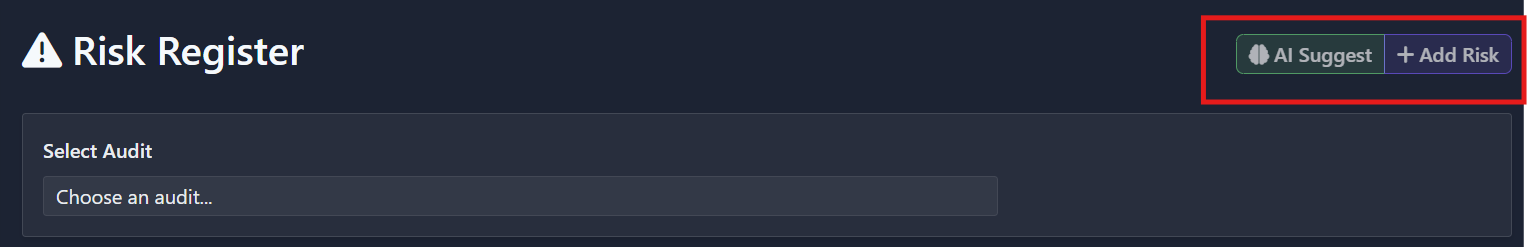 Risk Register
AI Suggest
+ Add Risk
Select Audit
Choose an audit...